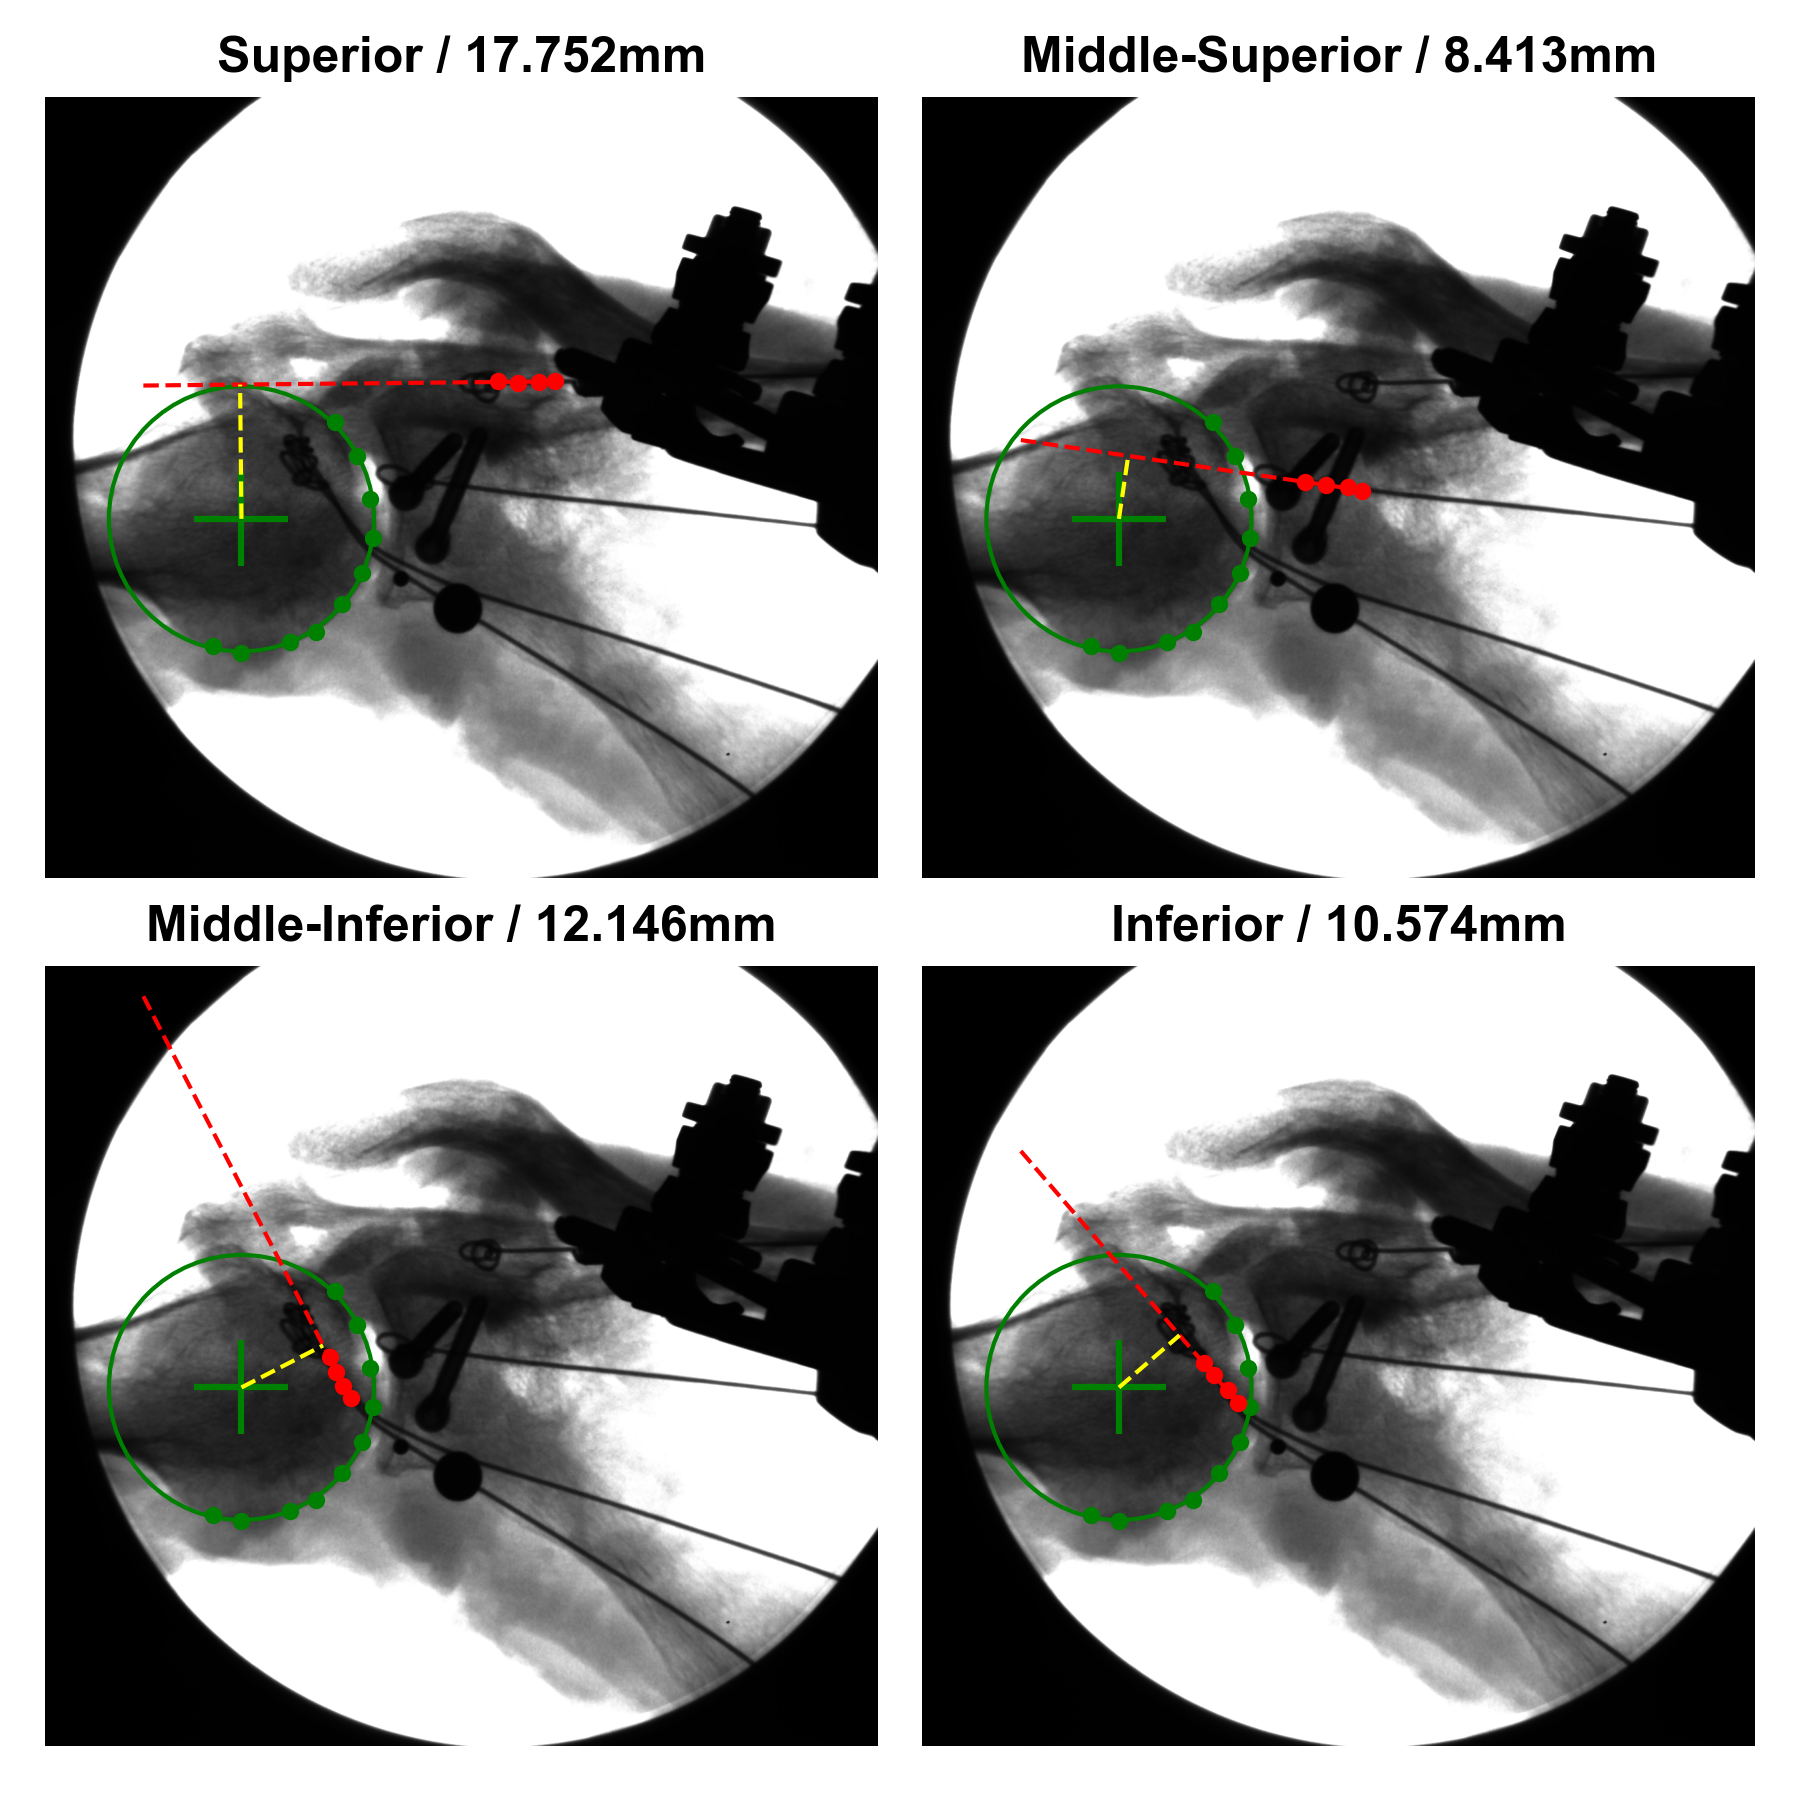 Superior / 17.752mm
Middle-Superior / 8.413mm
Middle-Inferior / 12.146mm
Inferior / 10.574mm